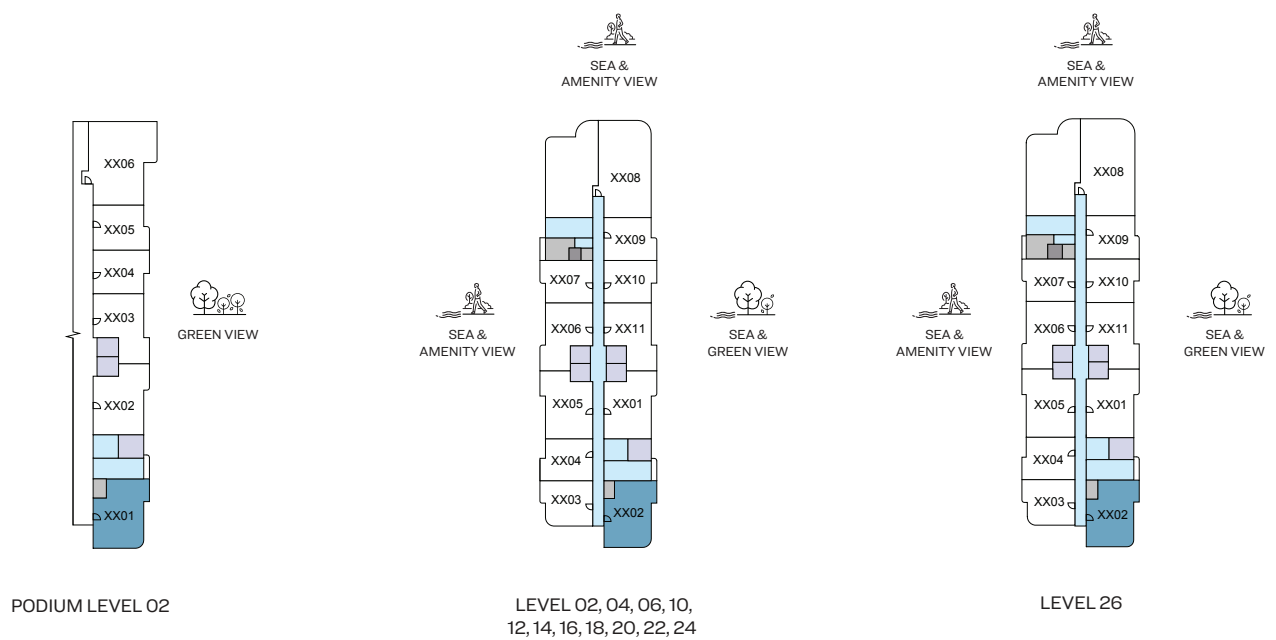 XX06
XX05
XX04
XX03
XX02
XX01
GREEN VIEW
PODIUM LEVEL 02
SEA &
AMENITY VIEW
XX08
XX09
XX07
XX10
XX06
XX11
XX05
XX01
XX04
XX03
XX02
SEA &
AMENITY VIEW
SEA &
GREEN VIEW
LEVEL 02, 04, 06, 10,
12, 14, 16, 18, 20, 22, 24
SEA &
AMENITY VIEW
XX08
XX09
XX07
XX10
XX06
XX11
XX05
XX01
XX04
XX03
XX02
SEA &
AMENITY VIEW
SEA &
GREEN VIEW
LEVEL 26